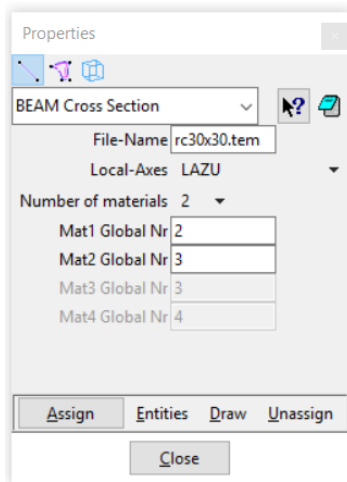 Properties
BEAM Cross Section
File-Name rc30x30.tem
Local-Axes LAZU
Number of materials 2
Mat1 Global Nr 2
Mat2 Global Nr 3
Mat3 Global Nr 3
Mat4 Global Nr 4
Assign Entities Draw Unassign
Close